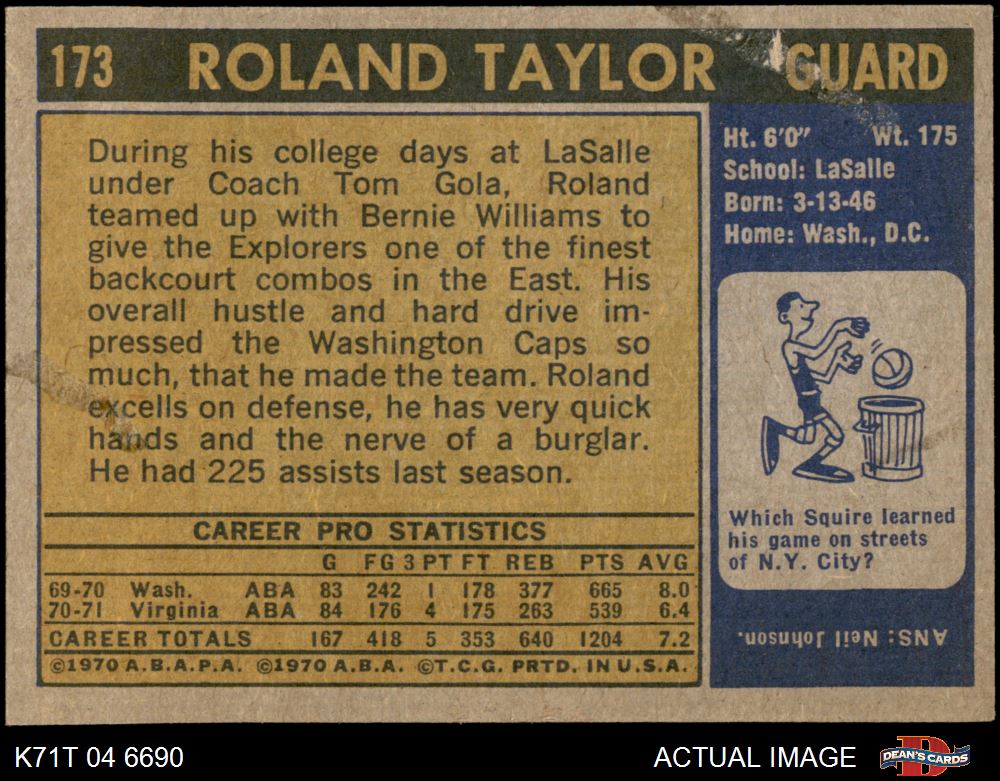 173 ROLAND TAYLOR GUARD
During his college days at LaSalle
under Coach Tom Gola, Roland
teamed up with Bernie Williams to
give the Explorers one of the finest
backcourt combos in the East. His
overall hustle and hard drive im-
pressed the Washington Caps so
much, that he made the team. Roland
excells on defense, he has very quick
hands and the nerve of a burglar.
He had 225 assists last season.
CAREER PRO STATISTICS
G FG 3 PT FT REB PTS AVG
69-70 Wash. ABA 83 242 1 178 377 665 8.0
70-71 Virginia ABA 84 176 4 175 263 539 6.4
CAREER TOTALS 167 418 5 353 640 1204 7.2
©1970 A.B.A.P.A. ©1970 A.B.A. ©T.C.G. PRTD. IN U.S.A.
Ht. 6'0" Wt. 175
School: LaSalle
Born: 3-13-46
Home: Wash., D.C.
Which Squire learned
his game on streets
of N.Y. City?
ANS: Neil Johnson.
K71T 04 6690 ACTUAL IMAGE DEAN'S CARDS